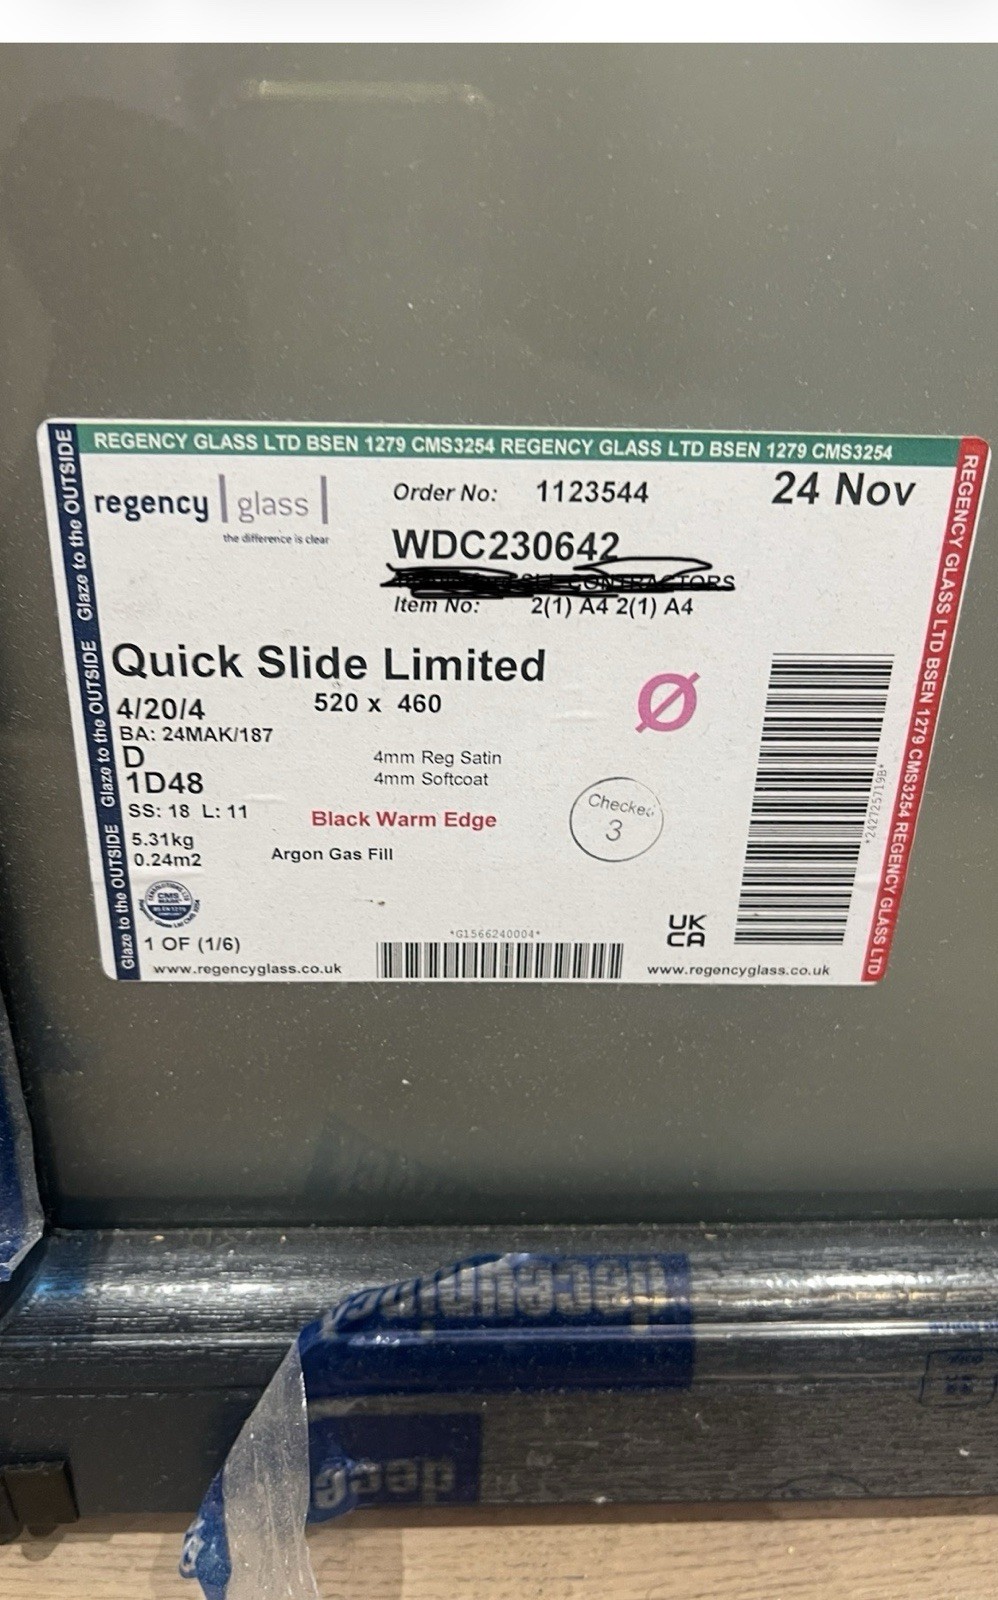 REGENCY GLASS LTD BSEN 1279 CMS3254 REGENCY GLASS LTD BSEN 1279 CMS3254
Glaze to the OUTSIDE Glaze to the OUTSIDE Glaze to the OUTSIDE
REGENCY GLASS LTD BSEN 1279 CMS3254 REGENCY GLASS LTD
regency glass
the difference is clear
Order No: 1123544
24 Nov
WDC230642
CONTRACTORS
Item No: 2(1) A4 2(1) A4
Quick Slide Limited
4/20/4 520 x 460
Ø
BA: 24MAK/187
D
4mm Reg Satin
1D48
4mm Softcoat
SS: 18 L: 11
Black Warm Edge
Checked
3
5.31kg
0.24m2
Argon Gas Fill
*242725719B*
CMS
1 OF (1/6)
*G1566240004*
UK
CA
www.regencyglass.co.uk
www.regencyglass.co.uk
deceuninck
dece